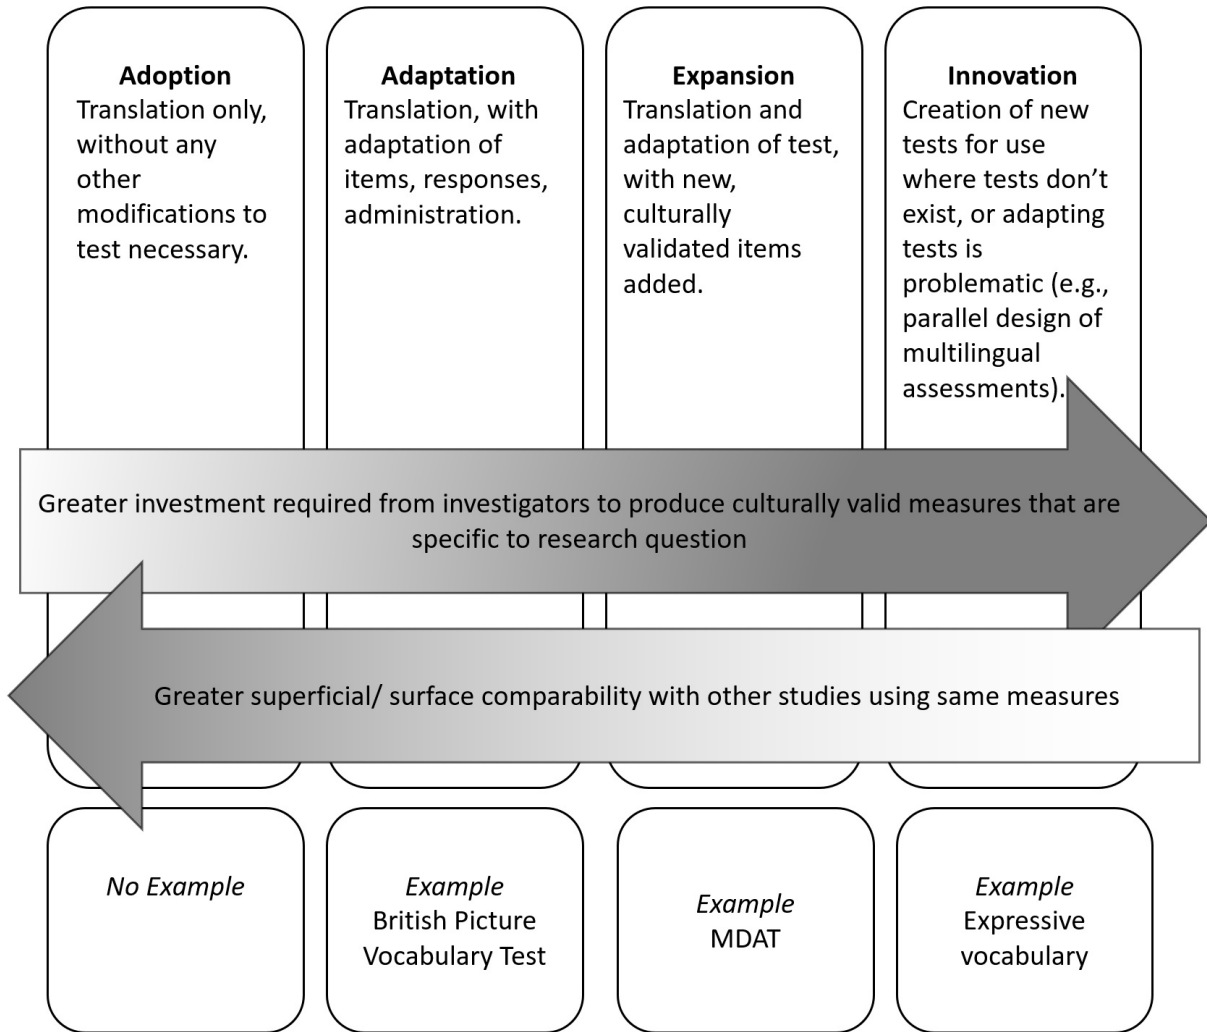 Adoption
Translation only,
without any
other
modifications to
test necessary.
Adaptation
Translation, with
adaptation of
items, responses,
administration.
Expansion
Translation and
adaptation of test,
with new,
culturally
validated items
added.
Innovation
Creation of new
tests for use
where tests don’t
exist, or adapting
tests is
problematic (e.g.,
parallel design of
multilingual
assessments).
Greater investment required from investigators to produce culturally valid measures that are
specific to research question
Greater superficial/ surface comparability with other studies using same measures
No Example
Example
British Picture
Vocabulary Test
Example
MDAT
Example
Expressive
vocabulary